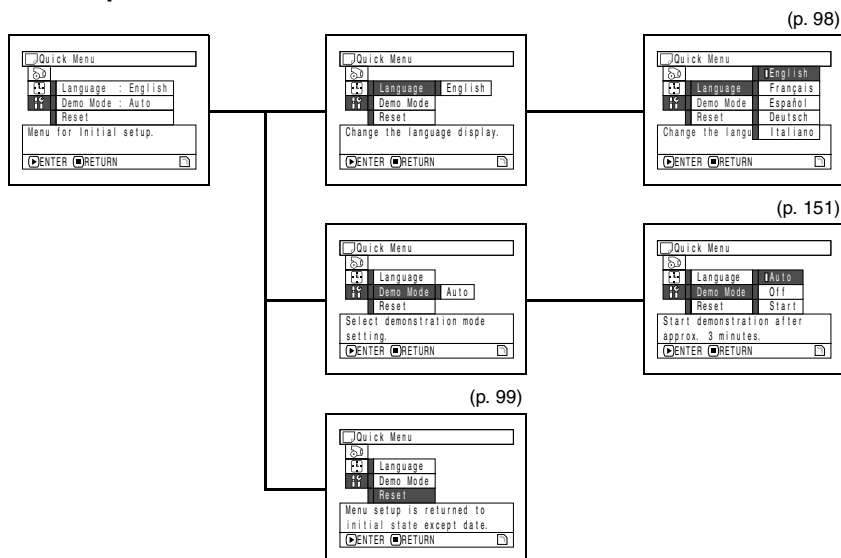 (p. 98)
Quick Menu
Language : English
Demo Mode : Auto
Reset
Menu for Initial setup.
ENTER RETURN
Quick Menu
Language English
Demo Mode
Reset
Change the language display.
ENTER RETURN
Quick Menu
English
Language Français
Demo Mode Español
Reset Deutsch
Change the langu Italiano
ENTER RETURN
(p. 151)
Quick Menu
Language
Demo Mode Auto
Reset
Select demonstration mode
setting.
ENTER RETURN
Quick Menu
Language Auto
Demo Mode Off
Reset Start
Start demonstration after
approx. 3 minutes.
ENTER RETURN
(p. 99)
Quick Menu
Language
Demo Mode
Reset
Menu setup is returned to
initial state except date.
ENTER RETURN